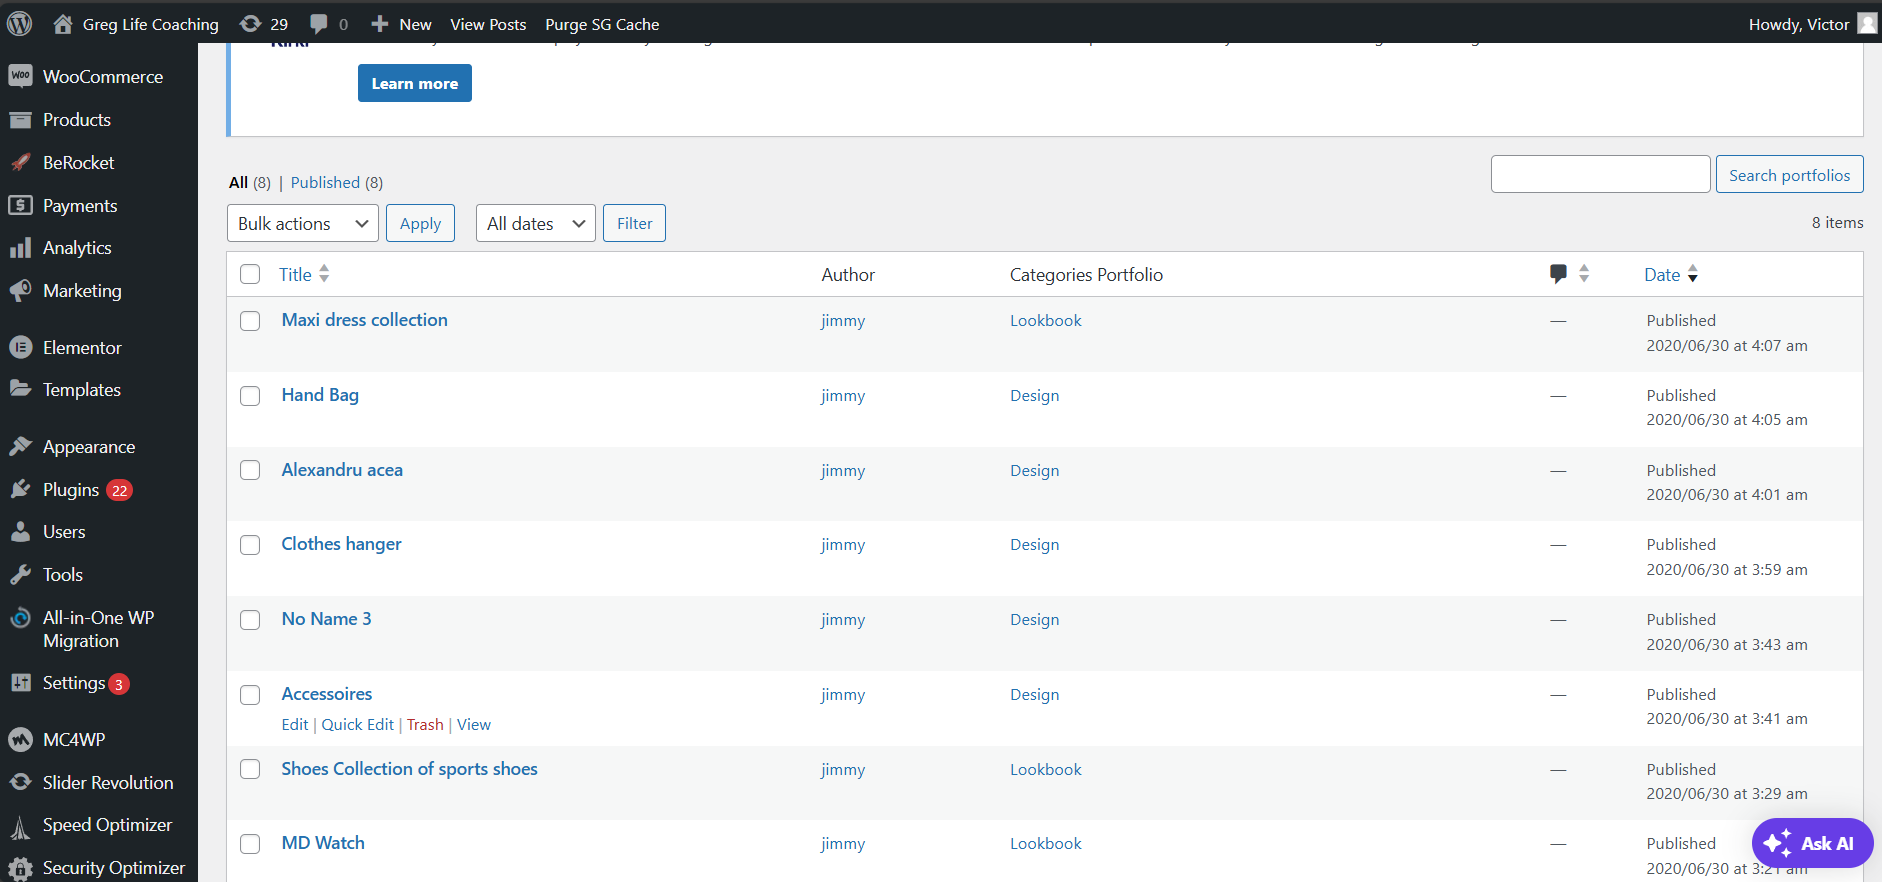 Greg Life Coaching 29 0 New View Posts Purge SG Cache Howdy, Victor
WooCommerce
Products
BeRocket
Payments
Analytics
Marketing
Elementor
Templates
Appearance
Plugins 22
Users
Tools
All-in-One WP
Migration
Settings 3
MC4WP
Slider Revolution
Speed Optimizer
Security Optimizer
Learn more
All (8) | Published (8)
Search portfolios
Bulk actions Apply All dates Filter 8 items
Title Author Categories Portfolio Date
Maxi dress collection jimmy Lookbook — Published
2020/06/30 at 4:07 am
Hand Bag jimmy Design — Published
2020/06/30 at 4:05 am
Alexandru acea jimmy Design — Published
2020/06/30 at 4:01 am
Clothes hanger jimmy Design — Published
2020/06/30 at 3:59 am
No Name 3 jimmy Design — Published
2020/06/30 at 3:43 am
Accessoires jimmy Design — Published
Edit | Quick Edit | Trash | View 2020/06/30 at 3:41 am
Shoes Collection of sports shoes jimmy Lookbook — Published
2020/06/30 at 3:29 am
MD Watch jimmy Lookbook — Published
2020/06/30 at 3:21 am
Ask AI